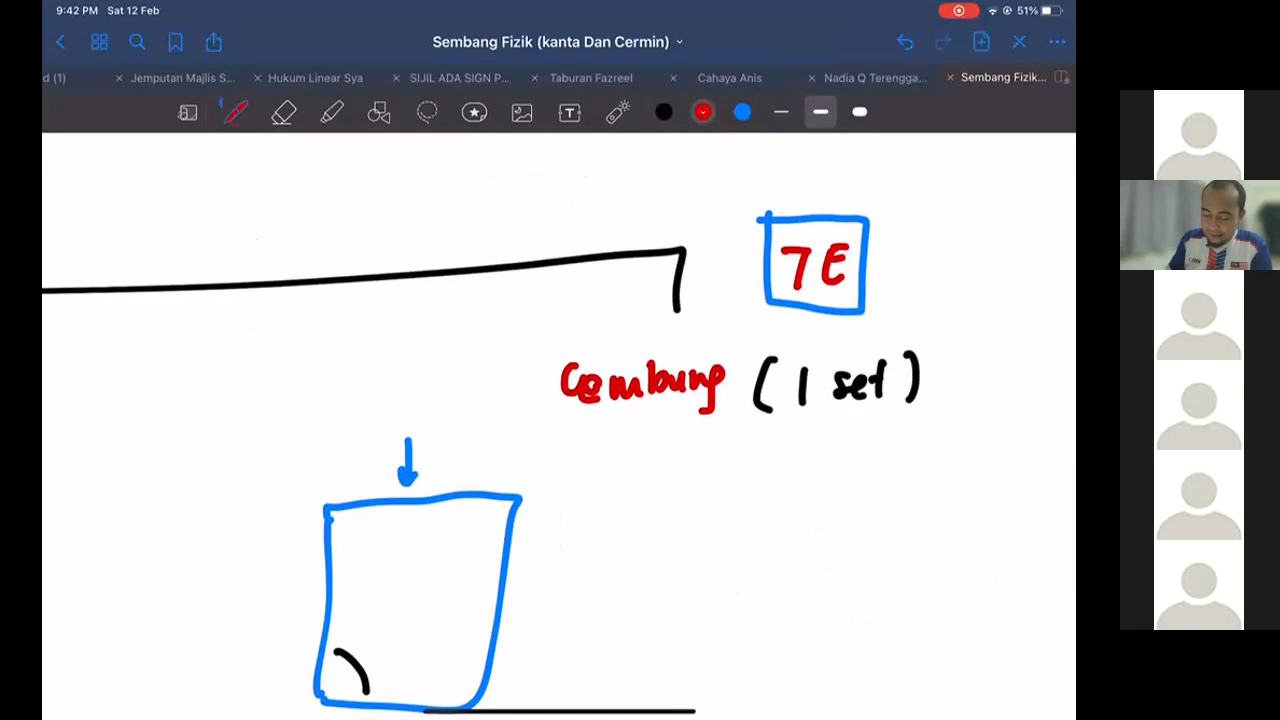 9:42 PM Sat 12 Feb
51%
Sembang Fizik (kanta Dan Cermin)
d (1)
Jemputan Majlis S...
Hukum Linear Sya
SIJIL ADA SIGN P...
Taburan Fazreel
Cahaya Anis
Nadia Q Terengga...
Sembang Fizik...
T
7E
Cembung (1 set)